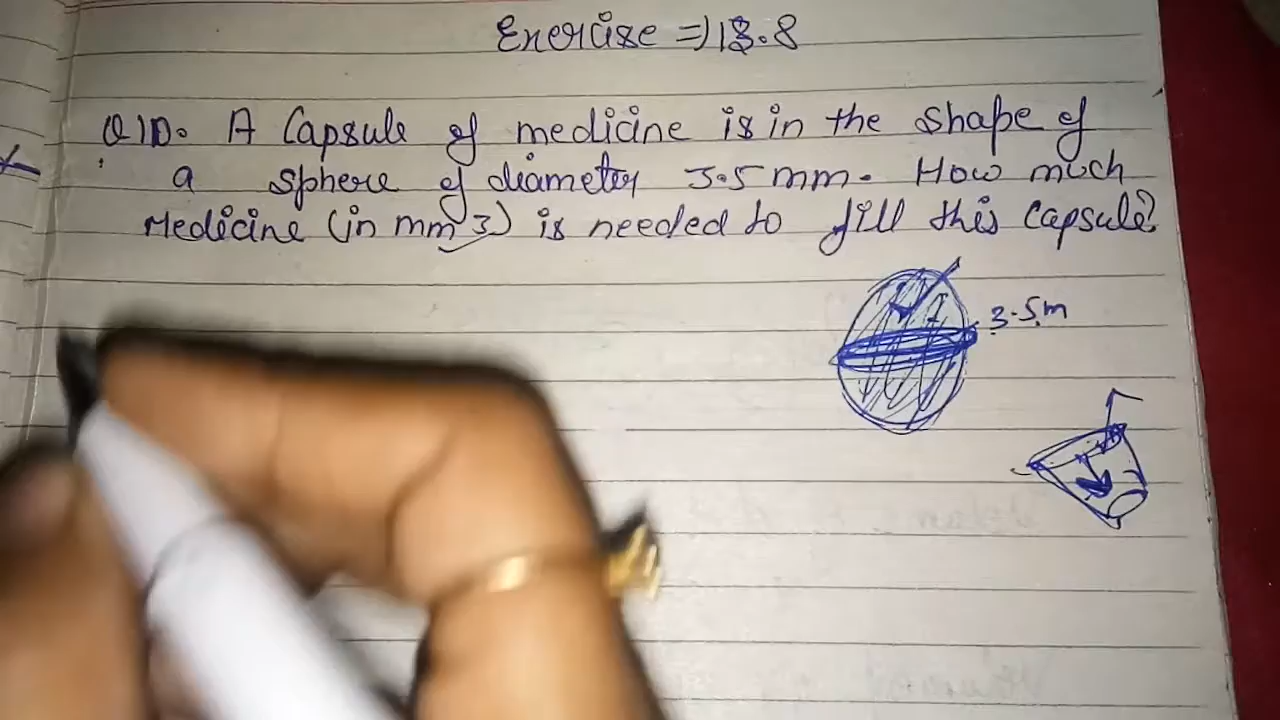 Exercise => 13.8
Q10. A Capsule of medicine is in the shape of
a sphere of diameter 3.5 mm. How much
Medicine (in mm3) is needed to fill this capsule?
3.5m